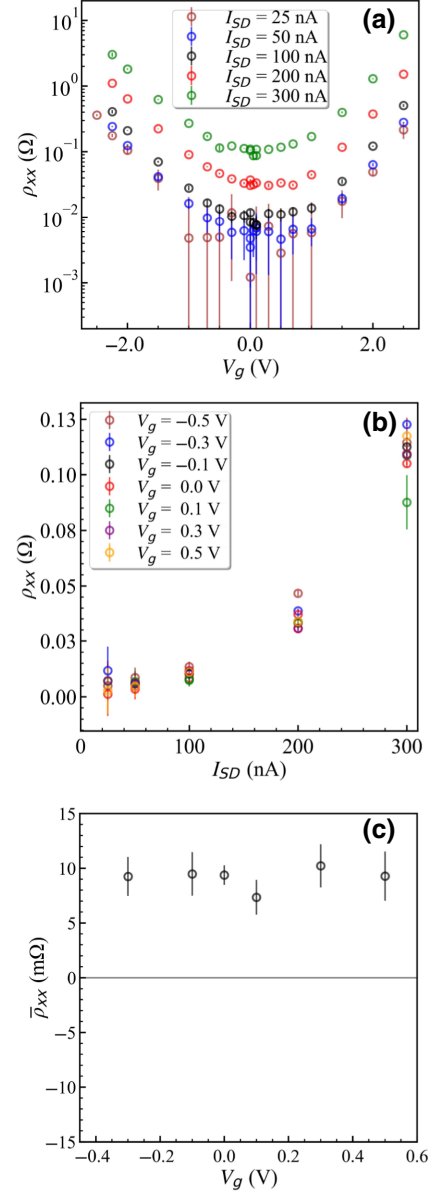 (a)
I_SD = 25 nA
I_SD = 50 nA
I_SD = 100 nA
I_SD = 200 nA
I_SD = 300 nA
10¹
10⁰
10⁻¹
10⁻²
10⁻³
ρ_xx (Ω)
−2.0 0.0 2.0
V_g (V)
(b)
V_g = −0.5 V
V_g = −0.3 V
V_g = −0.1 V
V_g = 0.0 V
V_g = 0.1 V
V_g = 0.3 V
V_g = 0.5 V
0.13
0.10
0.08
0.05
0.03
0.00
ρ_xx (Ω)
0 100 200 300
I_SD (nA)
(c)
15
10
5
0
−5
−10
−15
ρ̅_xx (mΩ)
−0.4 −0.2 0.0 0.2 0.4 0.6
V_g (V)